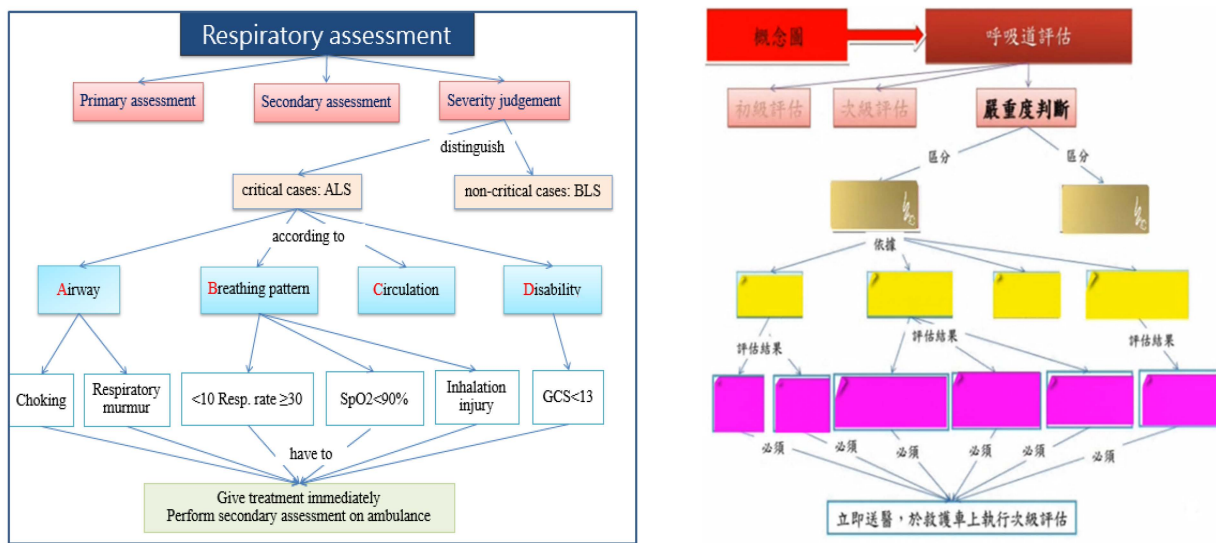 Respiratory assessment
Primary assessment
Secondary assessment
Severity judgement
distinguish
critical cases: ALS
non-critical cases: BLS
according to
Airway
Breathing pattern
Circulation
Disability
Choking
Respiratory
murmur
<10 Resp. rate ≥30
SpO2<90%
Inhalation
injury
GCS<13
have to
Give treatment immediately
Perform secondary assessment on ambulance
概念圖
呼吸道評估
初級評估
次級評估
嚴重度判斷
區分
區分
依據
評估結果
評估結果
評估結果
必須
必須
必須
必須
必須
必須
立即送醫，於救護車上執行次級評估